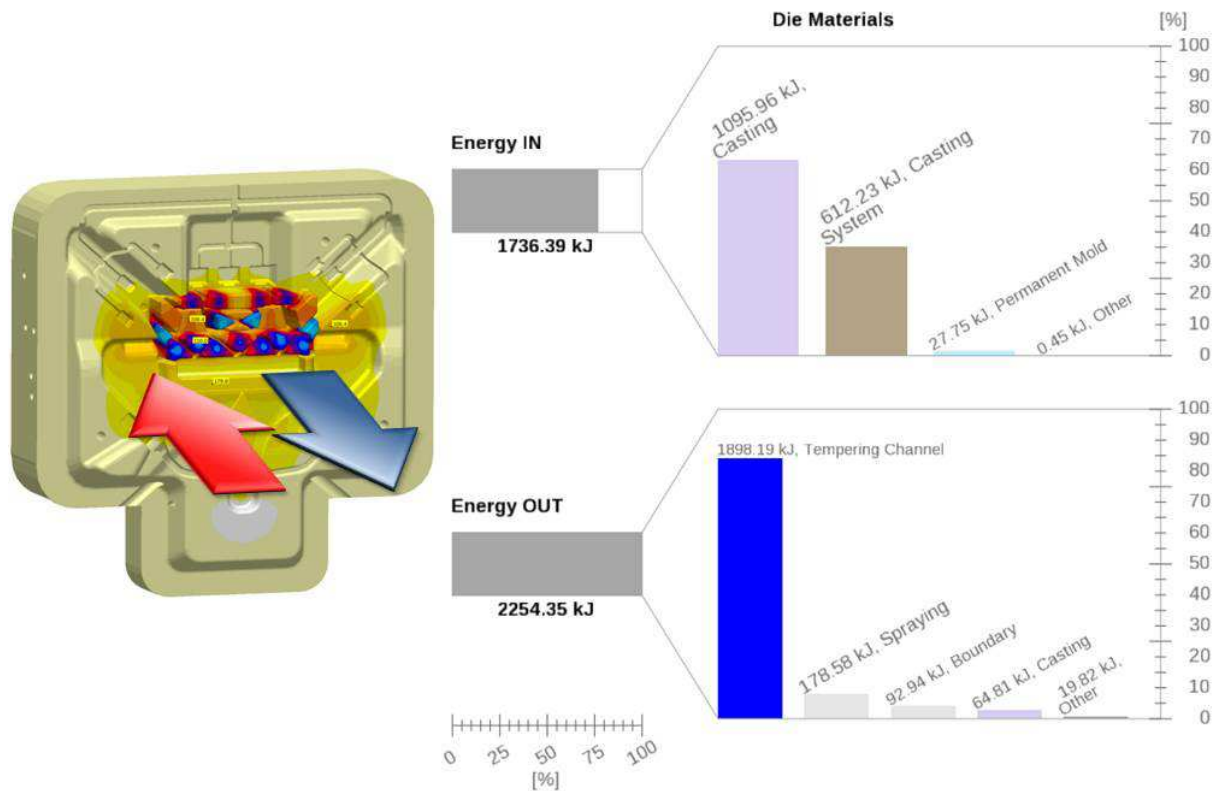 Die Materials
[%]
Energy IN
1736.39 kJ
1095.96 kJ,
Casting
612.23 kJ, Casting
System
27.75 kJ, Permanent Mold
0.45 kJ, Other
100
90
80
70
60
50
40
30
20
10
0
Energy OUT
2254.35 kJ
1898.19 kJ, Tempering Channel
178.58 kJ, Spraying
92.94 kJ, Boundary
64.81 kJ, Casting
19.82 kJ,
Other
100
90
80
70
60
50
40
30
20
10
0
0
25
50
75
100
[%]